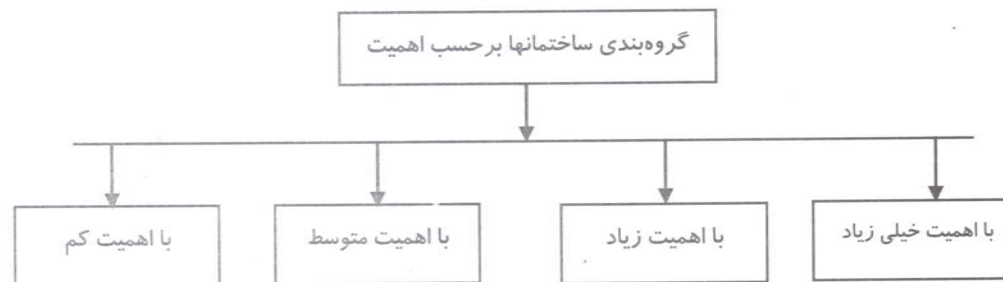 گروه‌بندی ساختمانها برحسب اهمیت
با اهمیت خیلی زیاد
با اهمیت زیاد
با اهمیت متوسط
با اهمیت کم